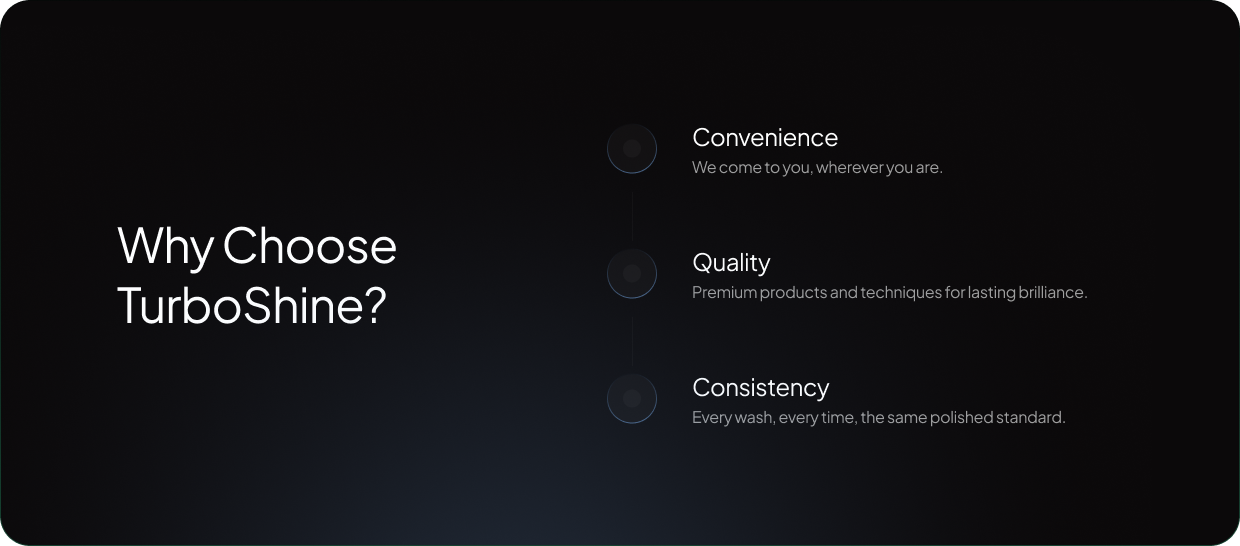 Why Choose
TurboShine?
Convenience
We come to you, wherever you are.
Quality
Premium products and techniques for lasting brilliance.
Consistency
Every wash, every time, the same polished standard.